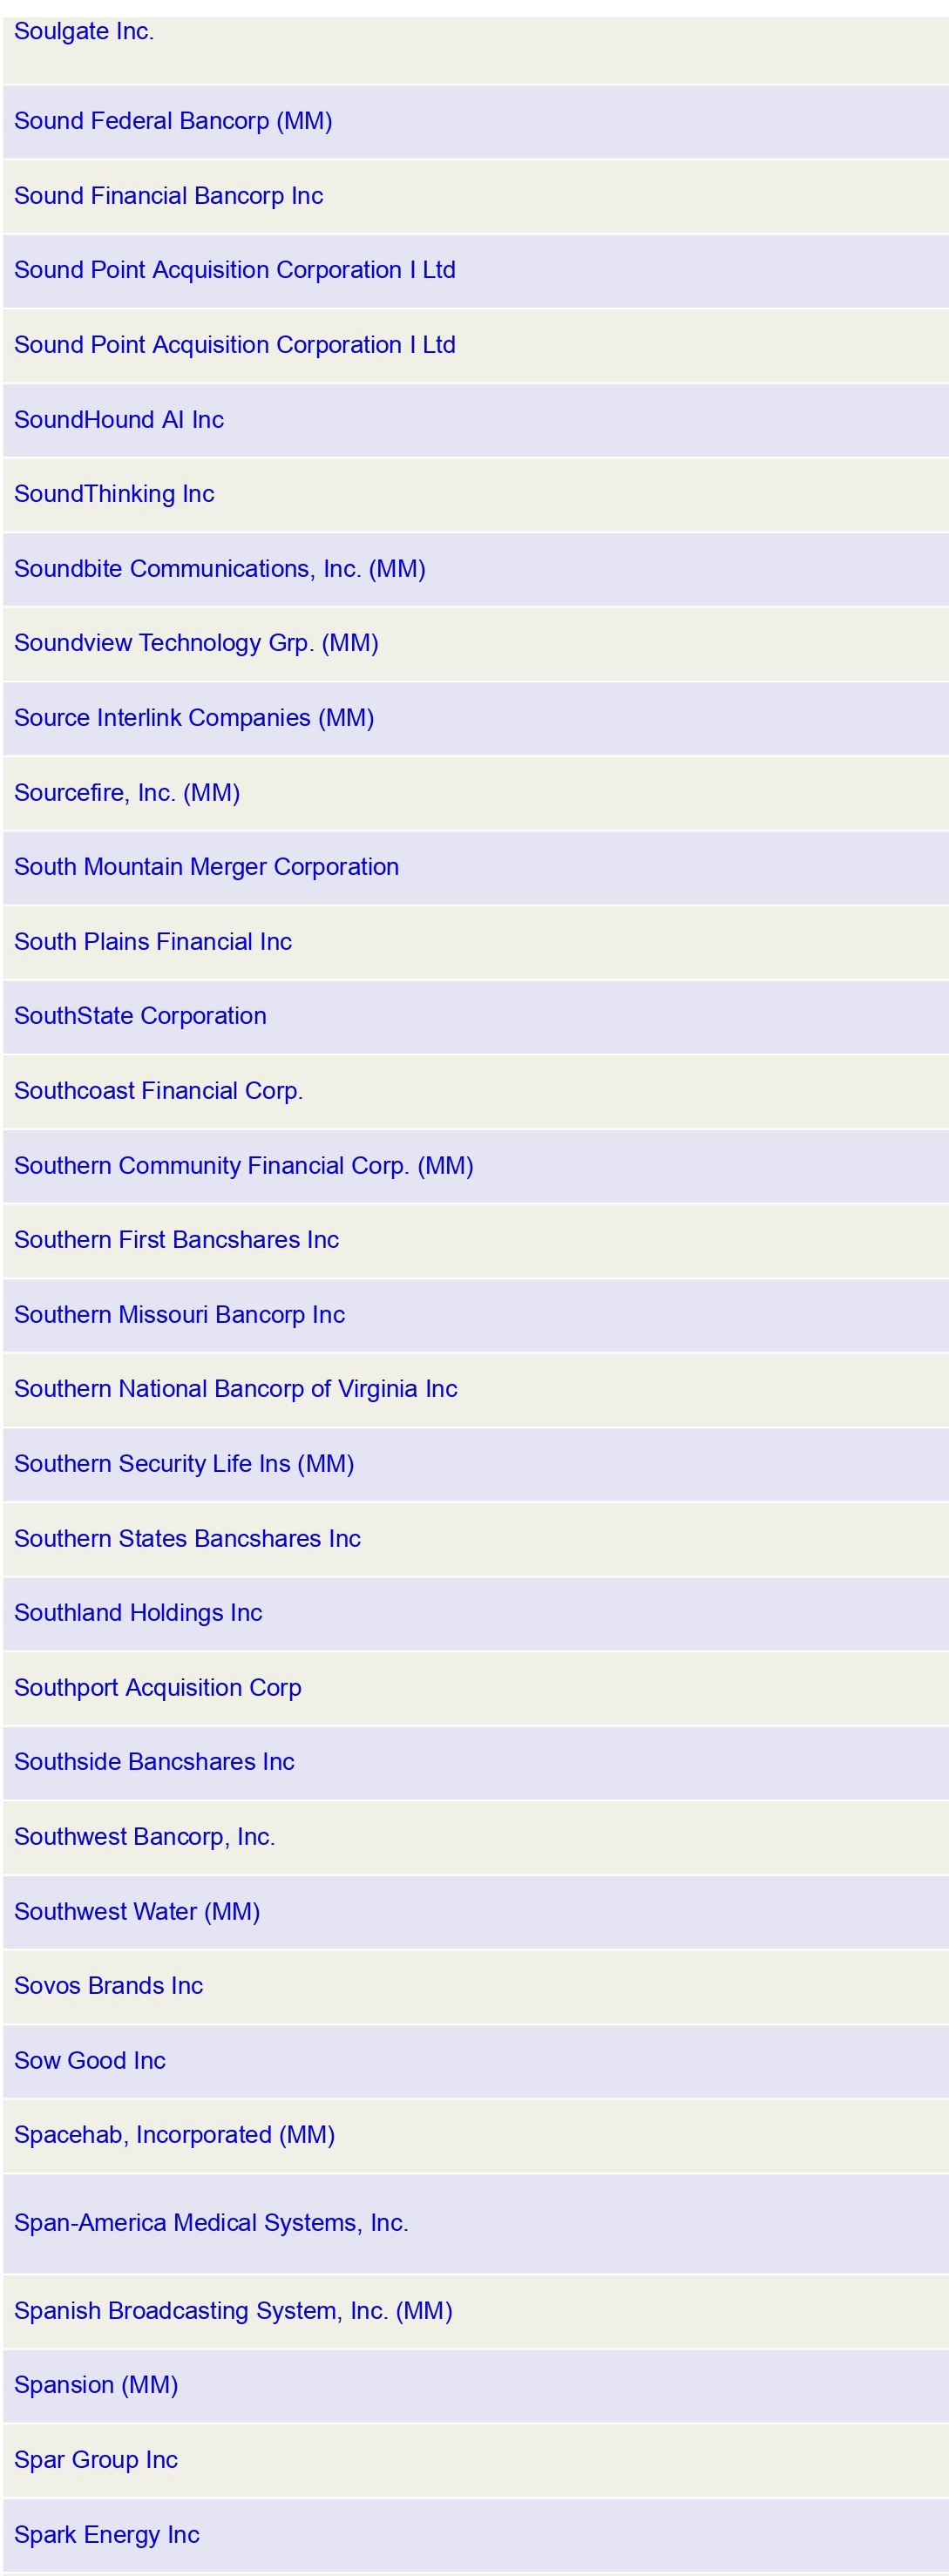 Soulgate Inc.
Sound Federal Bancorp (MM)
Sound Financial Bancorp Inc
Sound Point Acquisition Corporation I Ltd
Sound Point Acquisition Corporation I Ltd
SoundHound AI Inc
SoundThinking Inc
Soundbite Communications, Inc. (MM)
Soundview Technology Grp. (MM)
Source Interlink Companies (MM)
Sourcefire, Inc. (MM)
South Mountain Merger Corporation
South Plains Financial Inc
SouthState Corporation
Southcoast Financial Corp.
Southern Community Financial Corp. (MM)
Southern First Bancshares Inc
Southern Missouri Bancorp Inc
Southern National Bancorp of Virginia Inc
Southern Security Life Ins (MM)
Southern States Bancshares Inc
Southland Holdings Inc
Southport Acquisition Corp
Southside Bancshares Inc
Southwest Bancorp, Inc.
Southwest Water (MM)
Sovos Brands Inc
Sow Good Inc
Spacehab, Incorporated (MM)
Span-America Medical Systems, Inc.
Spanish Broadcasting System, Inc. (MM)
Spansion (MM)
Spar Group Inc
Spark Energy Inc